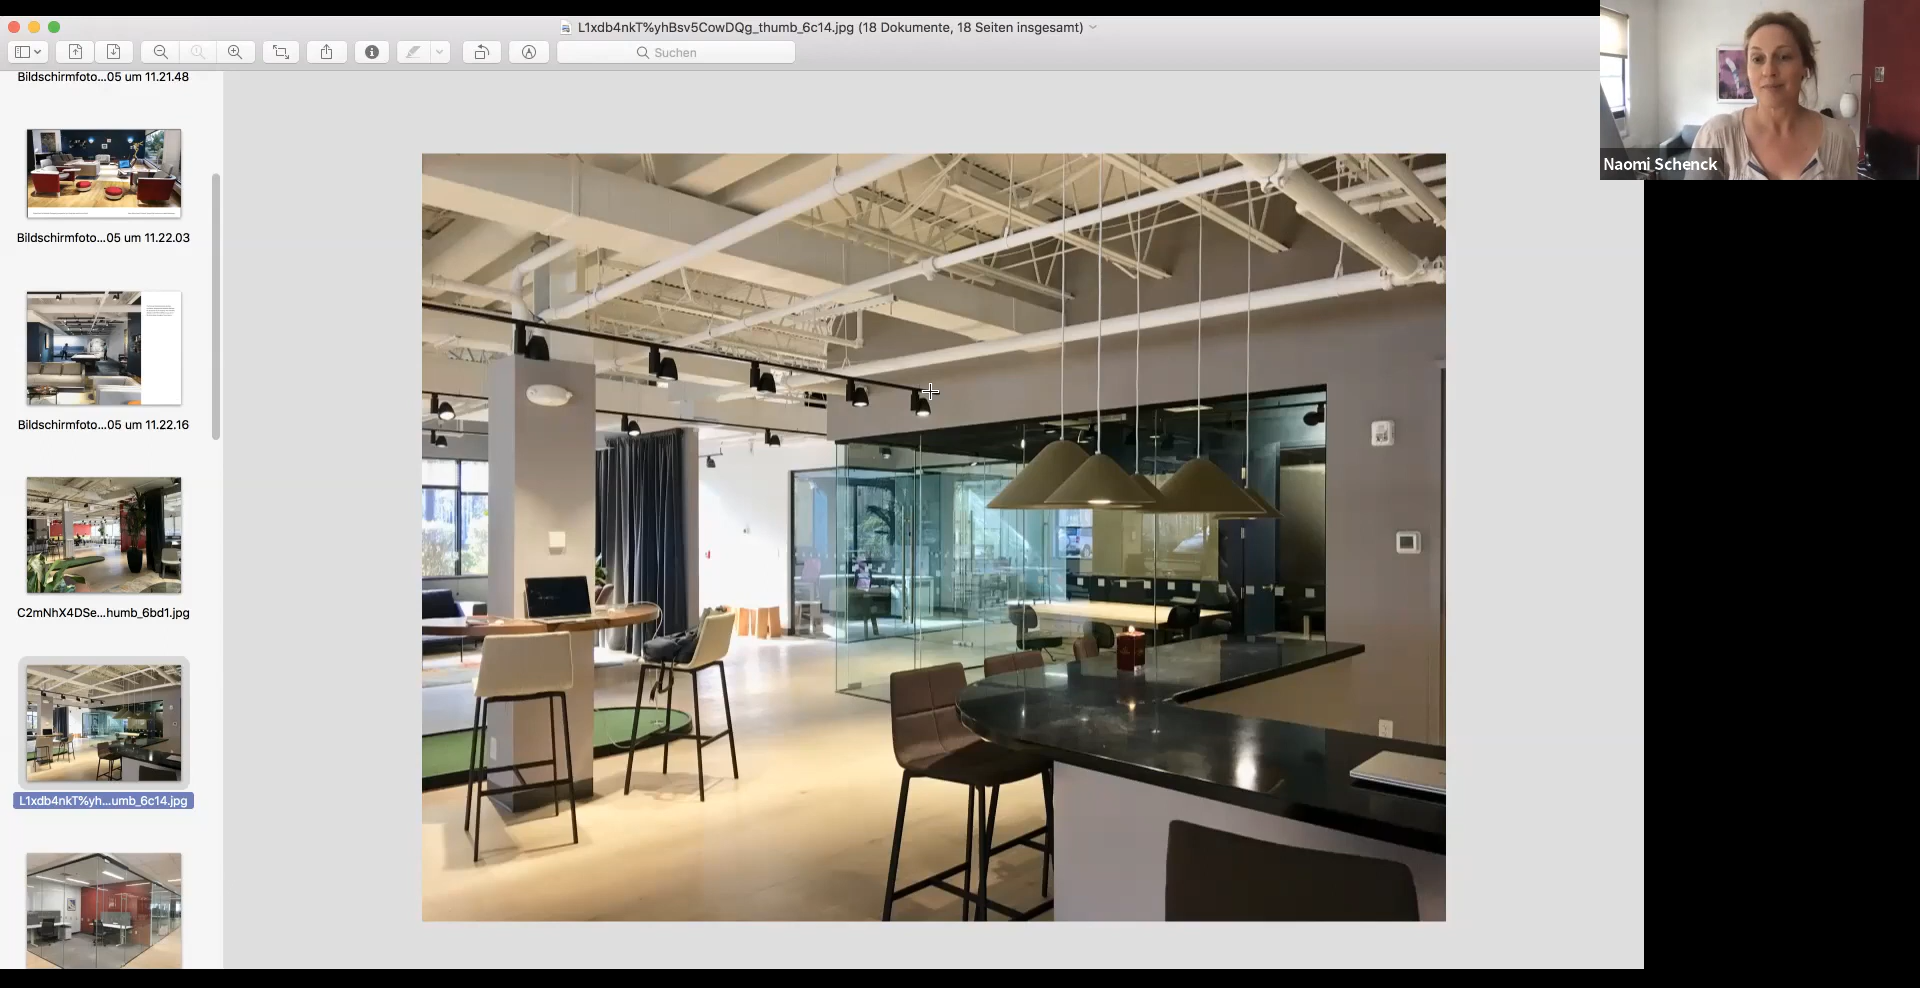 L1xdb4nkT%yhBsv5CowDQg_thumb_6c14.jpg (18 Dokumente, 18 Seiten insgesamt)
Suchen
Bildschirmfoto...05 um 11.21.48
Bildschirmfoto...05 um 11.22.03
Bildschirmfoto...05 um 11.22.16
C2mNhX4DSe...humb_6bd1.jpg
L1xdb4nkT%yh...umb_6c14.jpg
Naomi Schenck